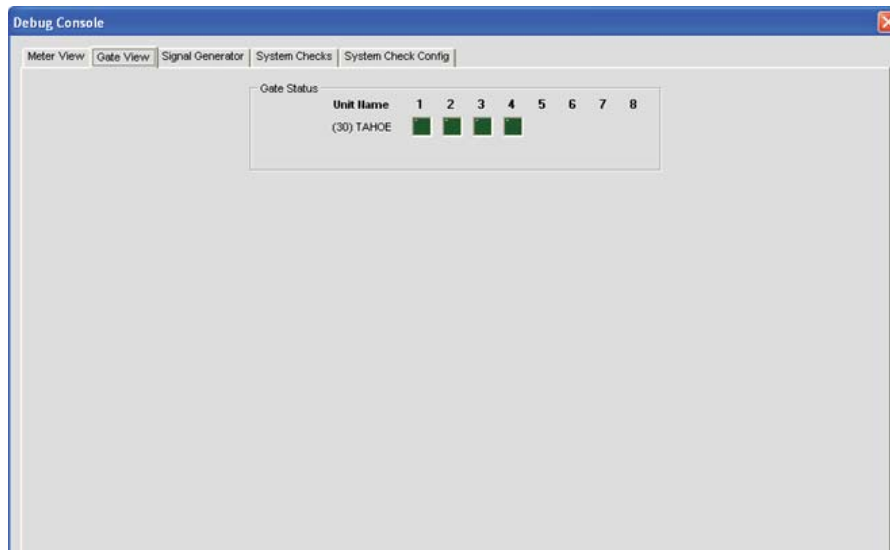 Debug Console
Meter View Gate View Signal Generator System Checks System Check Config
Gate Status
Unit Name 1 2 3 4 5 6 7 8
(30) TAHOE